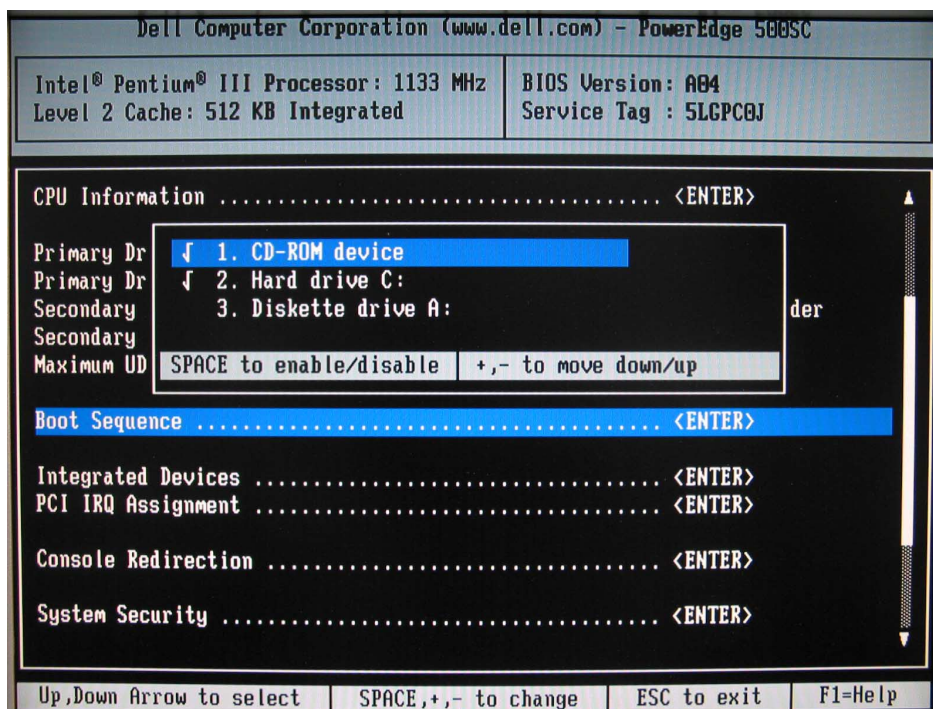 Dell Computer Corporation (www.dell.com) – PowerEdge 500SC
Intel® Pentium® III Processor: 1133 MHz
Level 2 Cache: 512 KB Integrated
BIOS Version: A04
Service Tag : 5LGPC0J
CPU Information ...................................... <ENTER>
Primary Dr
Primary Dr
Secondary
Secondary
Maximum UD
der
√ 1. CD-ROM device
√ 2. Hard drive C:
3. Diskette drive A:
SPACE to enable/disable
+,- to move down/up
Boot Sequence ........................................ <ENTER>
Integrated Devices ................................... <ENTER>
PCI IRQ Assignment ................................... <ENTER>
Console Redirection .................................. <ENTER>
System Security ...................................... <ENTER>
Up,Down Arrow to select
SPACE,+,- to change
ESC to exit
F1=Help